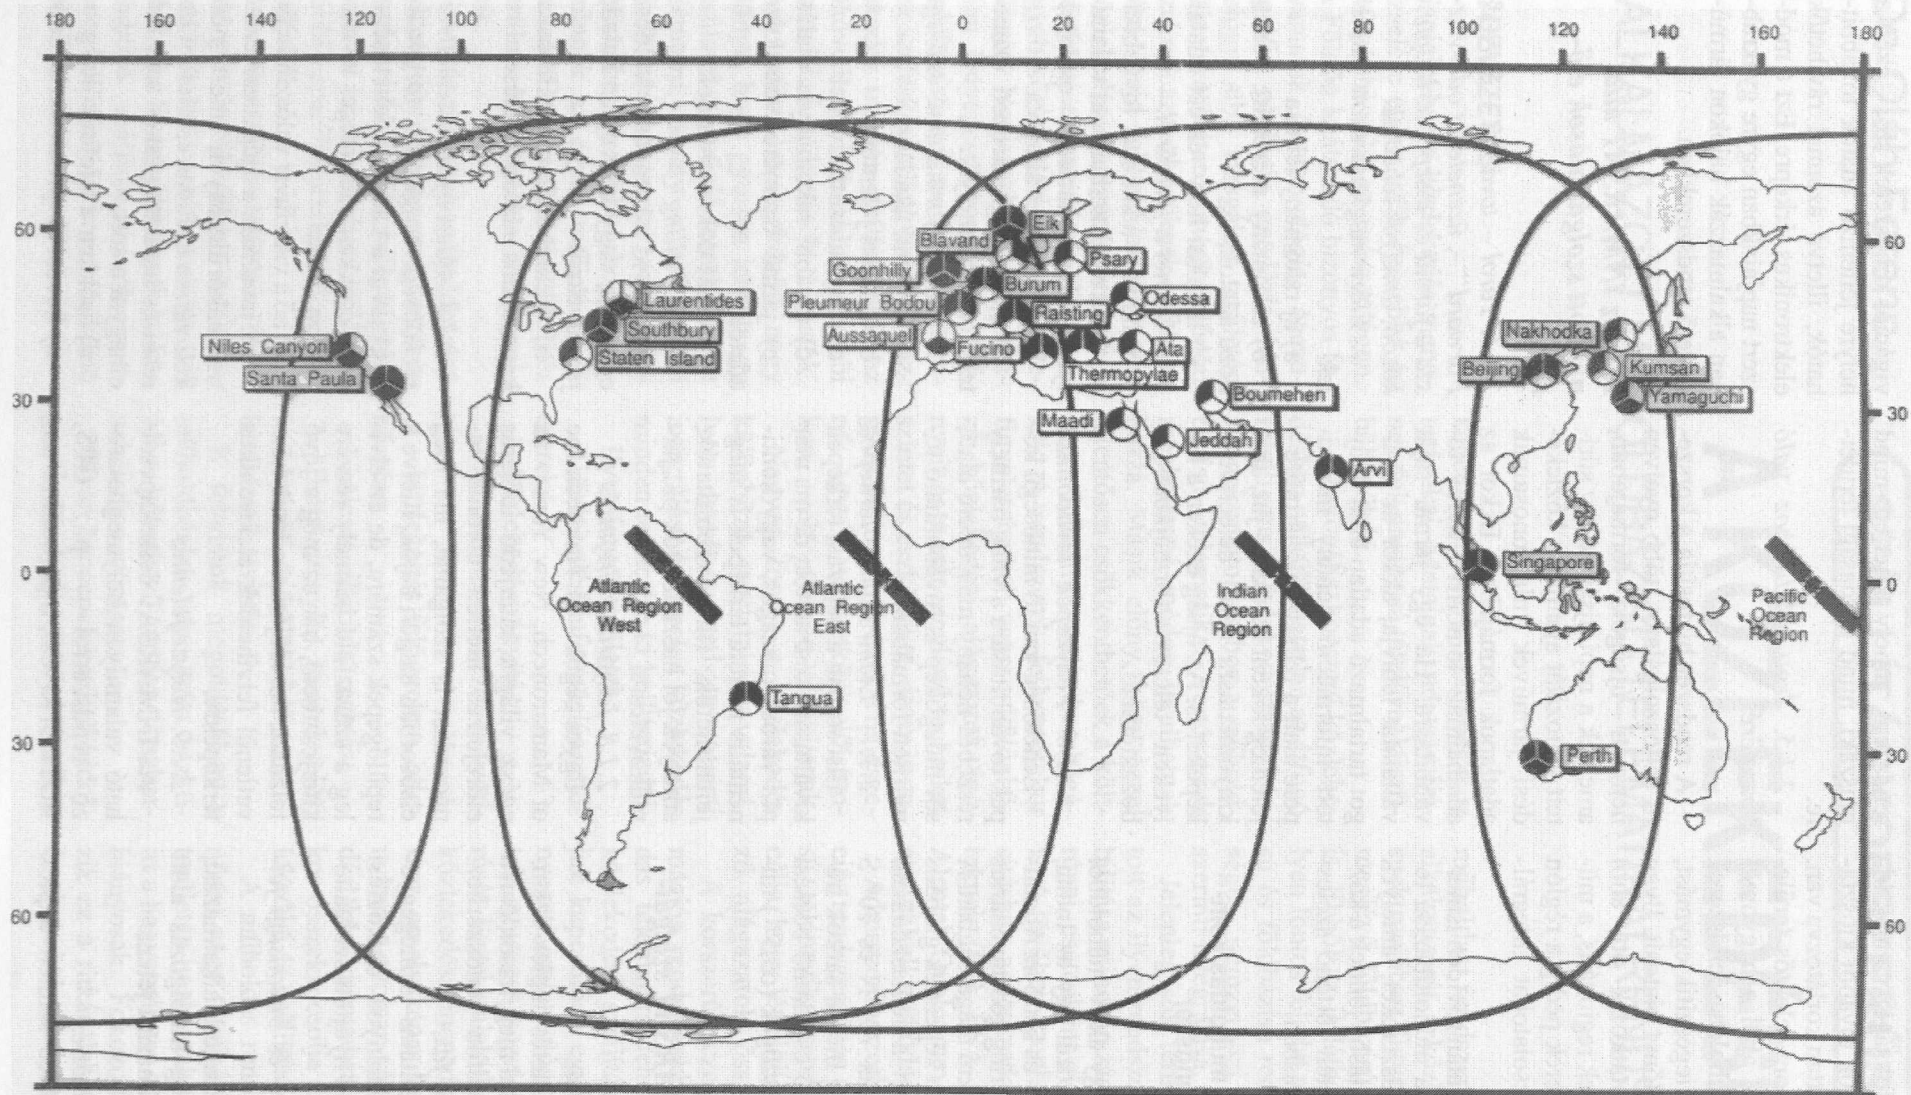 180 160 140 120 100 80 60 40 20 0 20 40 60 80 100 120 140 160 180
60
30
0
30
60
60
30
0
30
60
Eik
Blavand
Psary
Goonhilly
Burum
Laurentides
Pleumeur Bodou
Odessa
Raisting
Southbury
Aussaguel
Nakhodka
Niles Canyon
Fucino
Ata
Staten Island
Kumsan
Beijing
Santa Paula
Thermopylae
Boumehen
Yamaguchi
Maadi
Jeddah
Arvi
Singapore
Atlantic
Ocean Region
West
Atlantic
Ocean Region
East
Indian
Ocean
Region
Pacific
Ocean
Region
Tangua
Perth